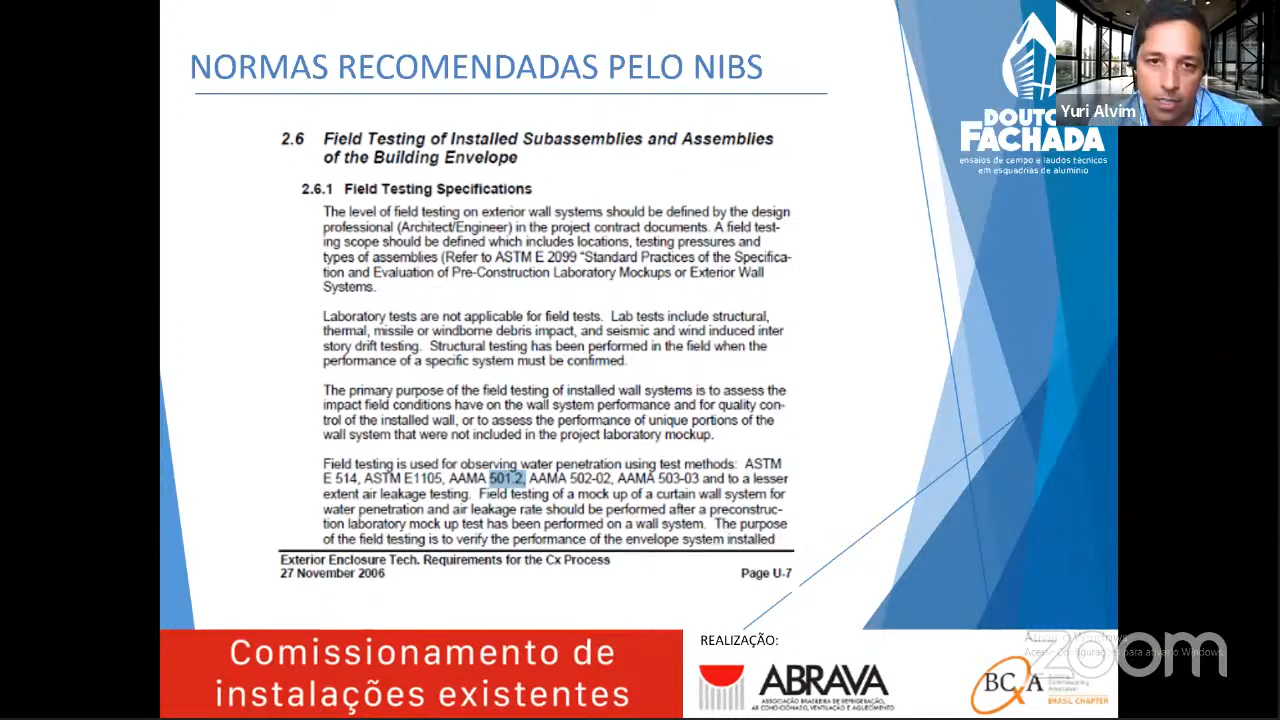 NORMAS RECOMENDADAS PELO NIBS
Yuri Alvim
DOUTO
FACHADA
ensaios de campo e laudos técnicos
em esquadrias de alumínio
2.6 Field Testing of Installed Subassemblies and Assemblies
of the Building Envelope
2.6.1 Field Testing Specifications
The level of field testing on exterior wall systems should be defined by the design
professional (Architect/Engineer) in the project contract documents. A field test-
ing scope should be defined which includes locations, testing pressures and
types of assemblies (Refer to ASTM E 2099 "Standard Practices of the Specifica-
tion and Evaluation of Pre-Construction Laboratory Mockups or Exterior Wall
Systems.
Laboratory tests are not applicable for field tests. Lab tests include structural,
thermal, missile or windborne debris impact, and seismic and wind induced inter
story drift testing. Structural testing has been performed in the field when the
performance of a specific system must be confirmed.
The primary purpose of the field testing of installed wall systems is to assess the
impact field conditions have on the wall system performance and for quality con-
trol of the installed wall, or to assess the performance of unique portions of the
wall system that were not included in the project laboratory mockup.
Field testing is used for observing water penetration using test methods: ASTM
E 514, ASTM E1105, AAMA 501.2, AAMA 502-02, AAMA 503-03 and to a lesser
extent air leakage testing. Field testing of a mock up of a curtain wall system for
water penetration and air leakage rate should be performed after a preconstruc-
tion laboratory mock up test has been performed on a wall system. The purpose
of the field testing is to verify the performance of the envelope system installed
Exterior Enclosure Tech. Requirements for the Cx Process
27 November 2006 Page U-7
Comissionamento de
instalações existentes
REALIZAÇÃO:
ABRAVA
ASSOCIAÇÃO BRASILEIRA DE REFRIGERAÇÃO,
AR CONDICIONADO, VENTILAÇÃO E AQUECIMENTO
BCxA
BRASIL CHAPTER
zoom